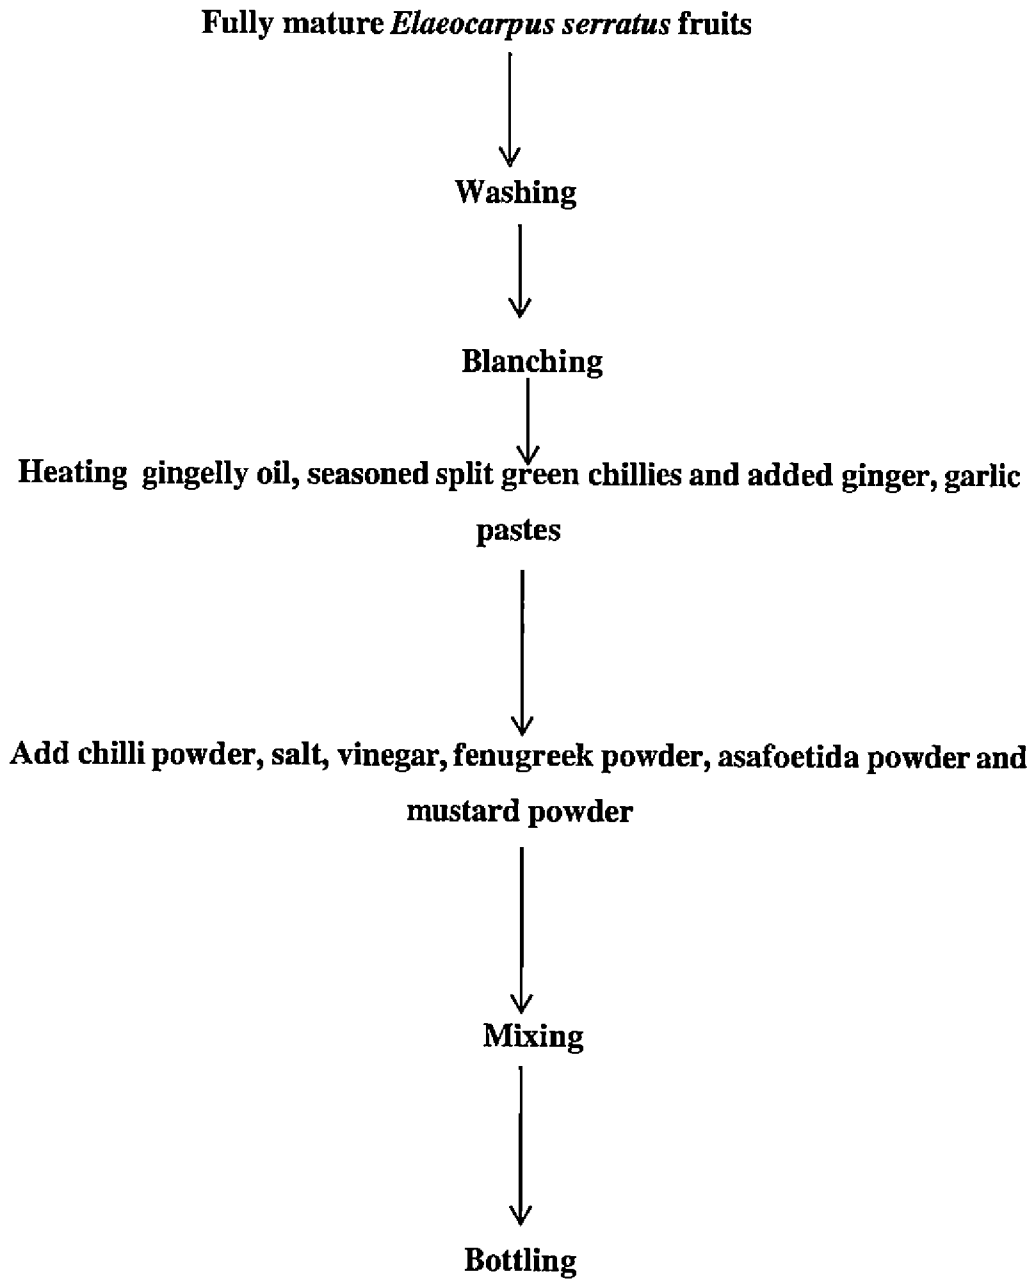 Fully mature Elaeocarpus serratus fruits
Washing
Blanching
Heating gingelly oil, seasoned split green chillies and added ginger, garlic
pastes
Add chilli powder, salt, vinegar, fenugreek powder, asafoetida powder and
mustard powder
Mixing
Bottling